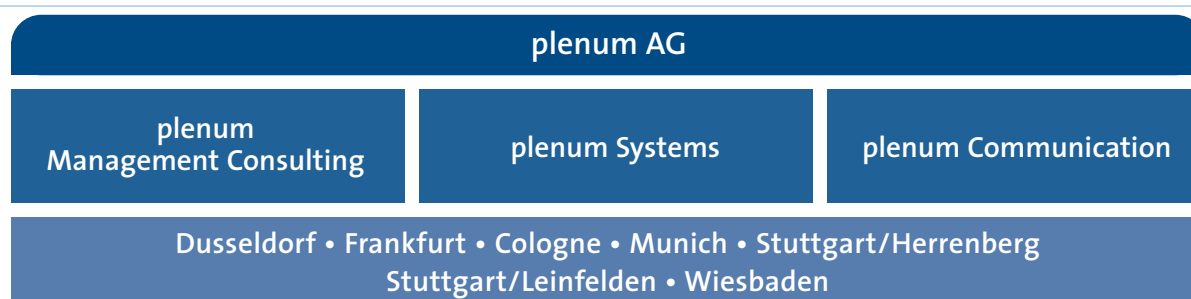 plenum AG
plenum
Management Consulting
plenum Systems
plenum Communication
Dusseldorf • Frankfurt • Cologne • Munich • Stuttgart/Herrenberg
Stuttgart/Leinfelden • Wiesbaden